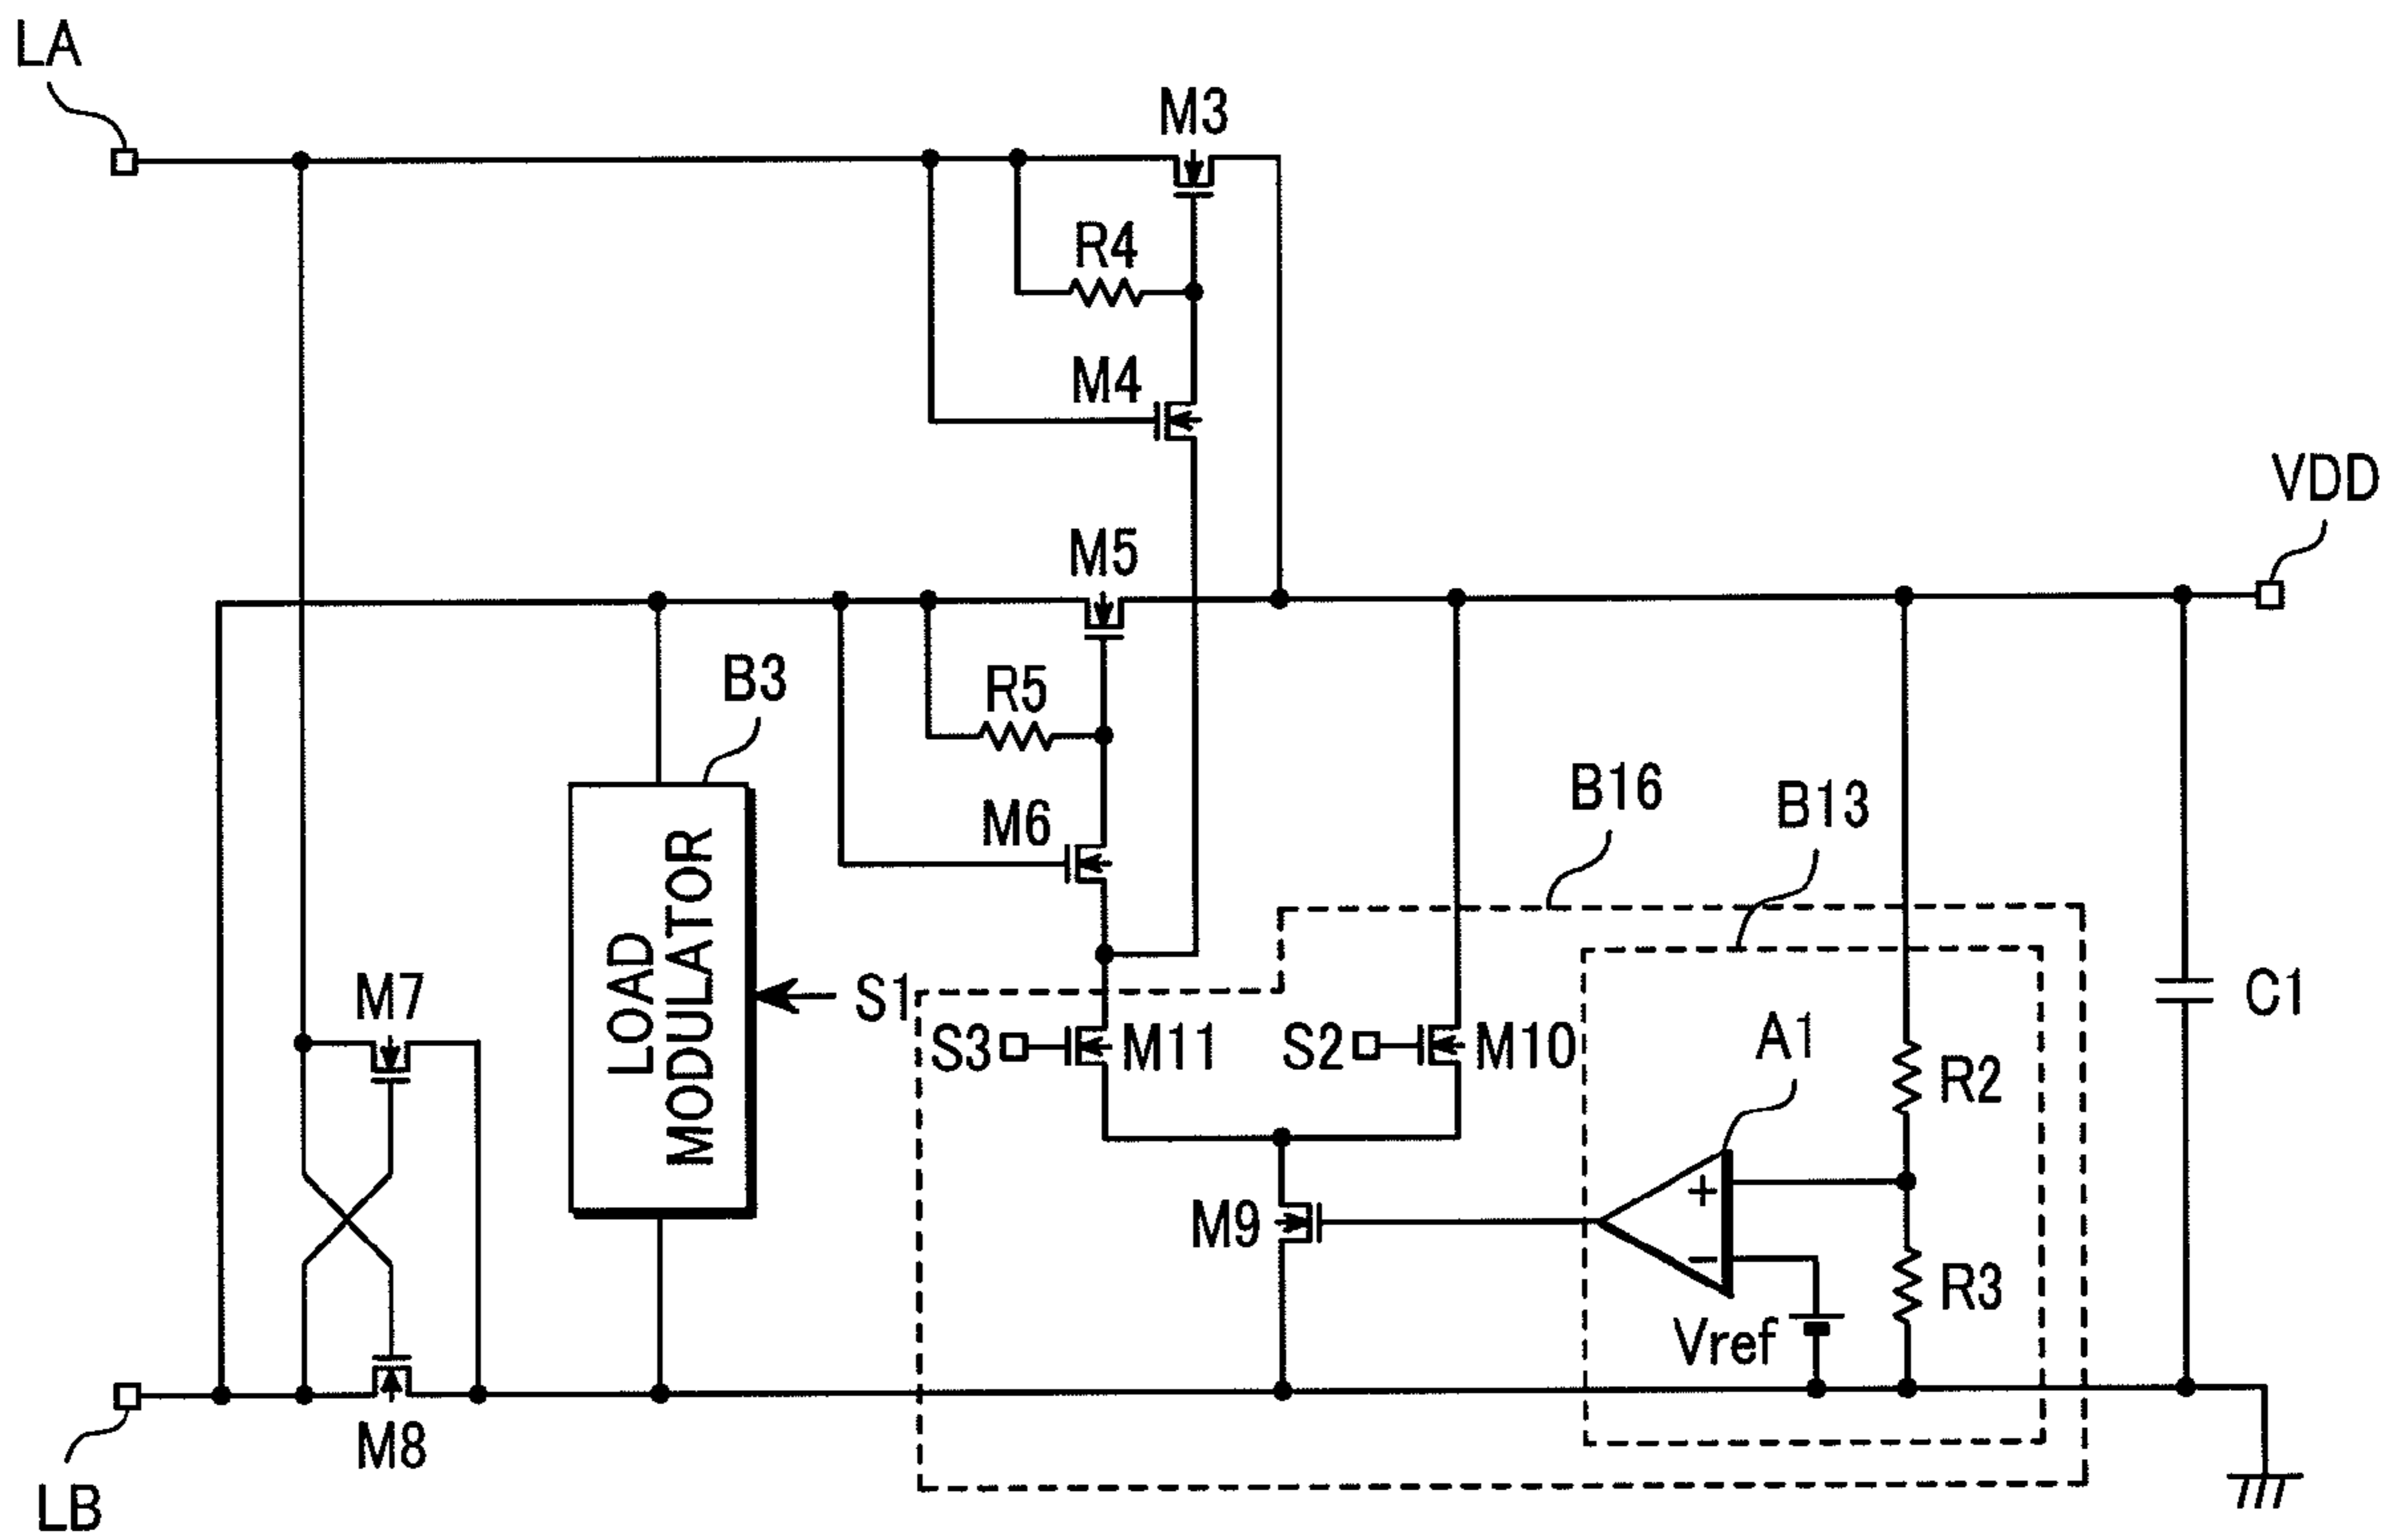 LA
M3
R4
M4
VDD
M5
B3
R5
B16
B13
M6
LOAD
MODULATOR
M7
S1
C1
S3
M11
S2
M10
A1
R2
+
M9
−
R3
Vref
M8
LB